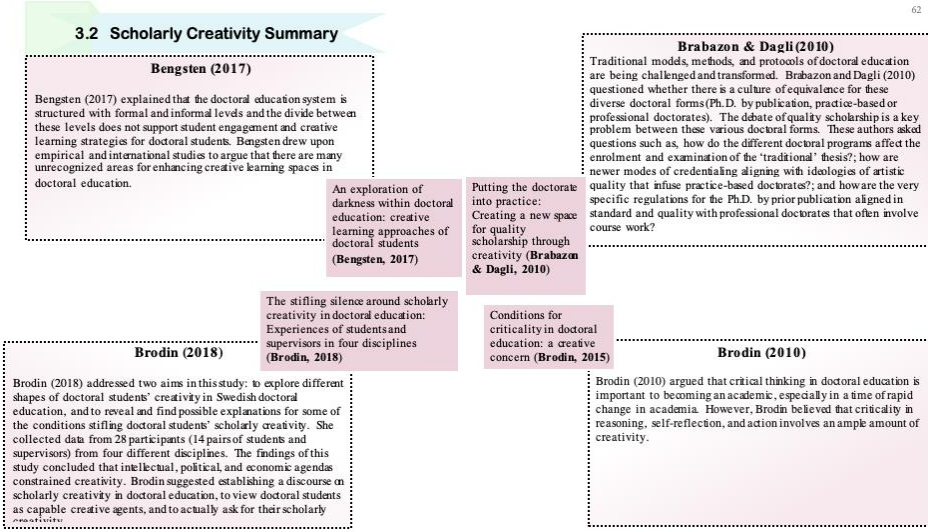 62
3.2 Scholarly Creativity Summary
Bengsten (2017)
Bengsten (2017) explained that the doctoral education system is
structured with formal and informal levels and the divide between
these levels does not support student engagement and creative
learning strategies for doctoral students. Bengsten drew upon
empirical and international studies to argue that there are many
unrecognized areas for enhancing creative learning spaces in
doctoral education.
Brabazon & Dagli (2010)
Traditional models, methods, and protocols of doctoral education
are being challenged and transformed. Brabazon and Dagli (2010)
questioned whether there is a culture of equivalence for these
diverse doctoral forms (Ph.D. by publication, practice-based or
professional doctorates). The debate of quality scholarship is a key
problem between these various doctoral forms. These authors asked
questions such as, how do the different doctoral programs affect the
enrolment and examination of the ‘traditional’ thesis?; how are
newer modes of credentialing aligning with ideologies of artistic
quality that infuse practice-based doctorates?; and how are the very
specific regulations for the Ph.D. by prior publication aligned in
standard and quality with professional doctorates that often involve
course work?
An exploration of
darkness within doctoral
education: creative
learning approaches of
doctoral students
(Bengsten, 2017)
Putting the doctorate
into practice:
Creating a new space
for quality
scholarship through
creativity (Brabazon
& Dagli, 2010)
The stifling silence around scholarly
creativity in doctoral education:
Experiences of students and
supervisors in four disciplines
(Brodin, 2018)
Conditions for
criticality in doctoral
education: a creative
concern (Brodin, 2015)
Brodin (2018)
Brodin (2018) addressed two aims in this study: to explore different
shapes of doctoral students’ creativity in Swedish doctoral
education, and to reveal and find possible explanations for some of
the conditions stifling doctoral students’ scholarly creativity. She
collected data from 28 participants (14 pairs of students and
supervisors) from four different disciplines. The findings of this
study concluded that intellectual, political, and economic agendas
constrained creativity. Brodin suggested establishing a discourse on
scholarly creativity in doctoral education, to view doctoral students
as capable creative agents, and to actually ask for their scholarly
creativity
Brodin (2010)
Brodin (2010) argued that critical thinking in doctoral education is
important to becoming an academic, especially in a time of rapid
change in academia. However, Brodin believed that criticality in
reasoning, self-reflection, and action involves an ample amount of
creativity.